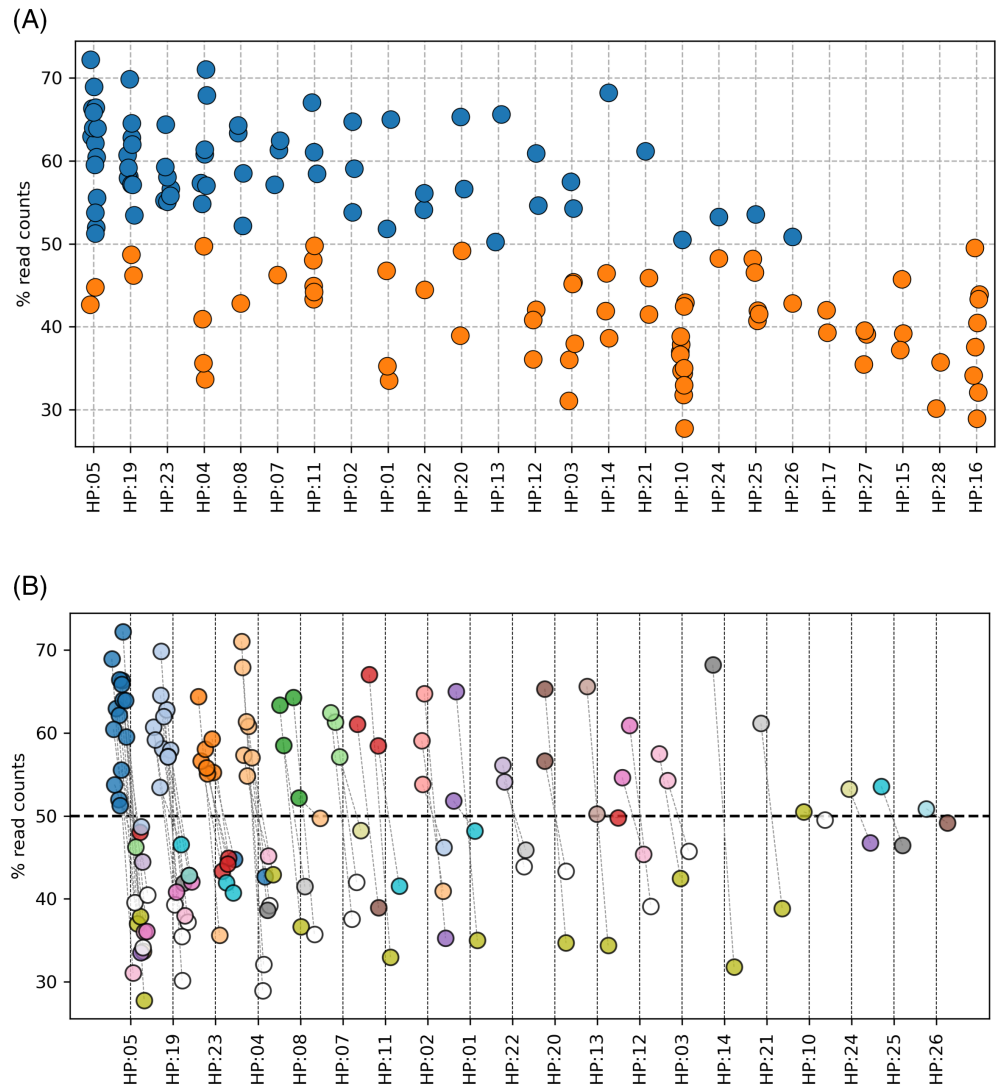 (A)
% read counts
70
60
50
40
30
HP:05 HP:19 HP:23 HP:04 HP:08 HP:07 HP:11 HP:02 HP:01 HP:22 HP:20 HP:13 HP:12 HP:03 HP:14 HP:21 HP:10 HP:24 HP:25 HP:26 HP:17 HP:27 HP:15 HP:28 HP:16
(B)
% read counts
70
60
50
40
30
HP:05 HP:19 HP:23 HP:04 HP:08 HP:07 HP:11 HP:02 HP:01 HP:22 HP:20 HP:13 HP:12 HP:03 HP:14 HP:21 HP:10 HP:24 HP:25 HP:26